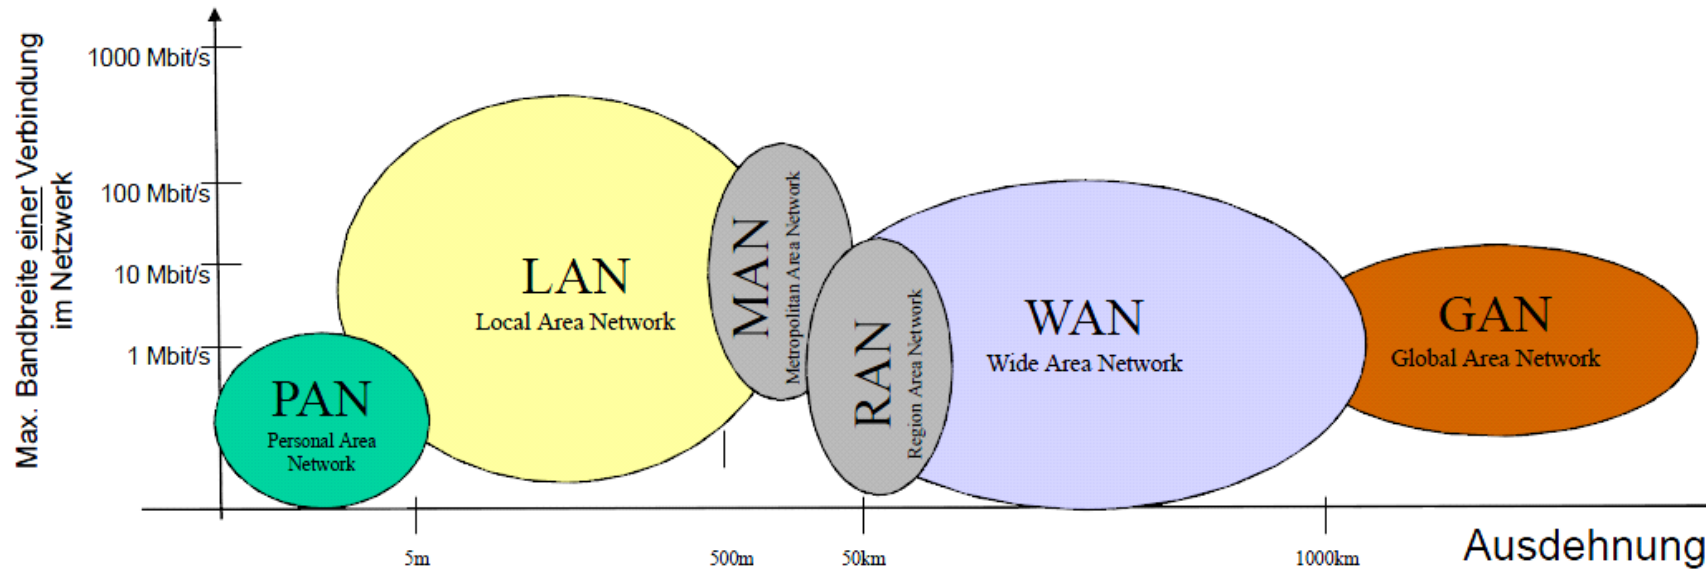 Max. Bandbreite einer Verbindung
im Netzwerk
1000 Mbit/s
100 Mbit/s
10 Mbit/s
1 Mbit/s
PAN
Personal Area
Network
LAN
Local Area Network
MAN
Metropolitan Area Network
RAN
Region Area Network
WAN
Wide Area Network
GAN
Global Area Network
5m
500m
50km
1000km
Ausdehnung